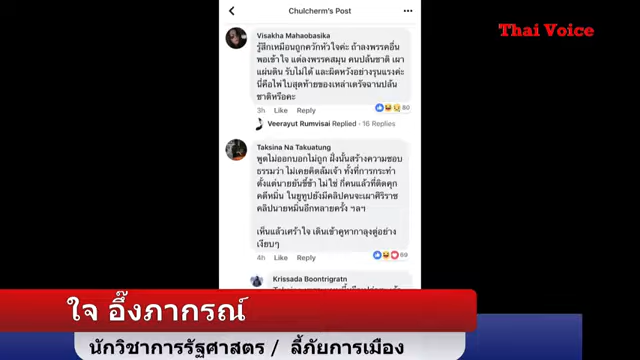 Chulcherm's Post
Thai Voice
Visakha Mahaobasika
รู้สึกเหมือนถูกควักหัวใจค่ะ ถ้าลงพรรคอื่น
พอเข้าใจ แต่ลงพรรคสมุน คนปล้นชาติ เผา
แผ่นดิน รับไม่ได้ และผิดหวังอย่างรุนแรงค่ะ
นี่คือไพ่ใบสุดท้ายของเหล่าเดรัจฉานปล้น
ชาติหรือคะ
3h Like Reply 80
Veerayut Rumvisai Replied · 16 Replies
Taksina Na Takuatung
พูดไม่ออกบอกไม่ถูก ฝั่งนั้นสร้างความชอบ
ธรรมว่า ไม่เคยคิดล้มเจ้า ทั้งที่การกระทำ
ตั้งแต่นายยันขี้ข้า ไม่ใช่ กี่คนแล้วที่ติดคุก
คดีหมิ่น ในยูทูปยังมีคลิปคนจะเผาศิริราช
คลิปนายหมิ่นอีกหลายครั้ง ฯลฯ
เห็นแล้วเศร้าใจ เดินเข้าคูหากาลุงตู่อย่าง
เงียบๆ
4h Like Reply 69
Krissada Boontrigratn
ใจ อึ๊งภากรณ์
นักวิชาการรัฐศาสตร / ลี้ภัยการเมือง